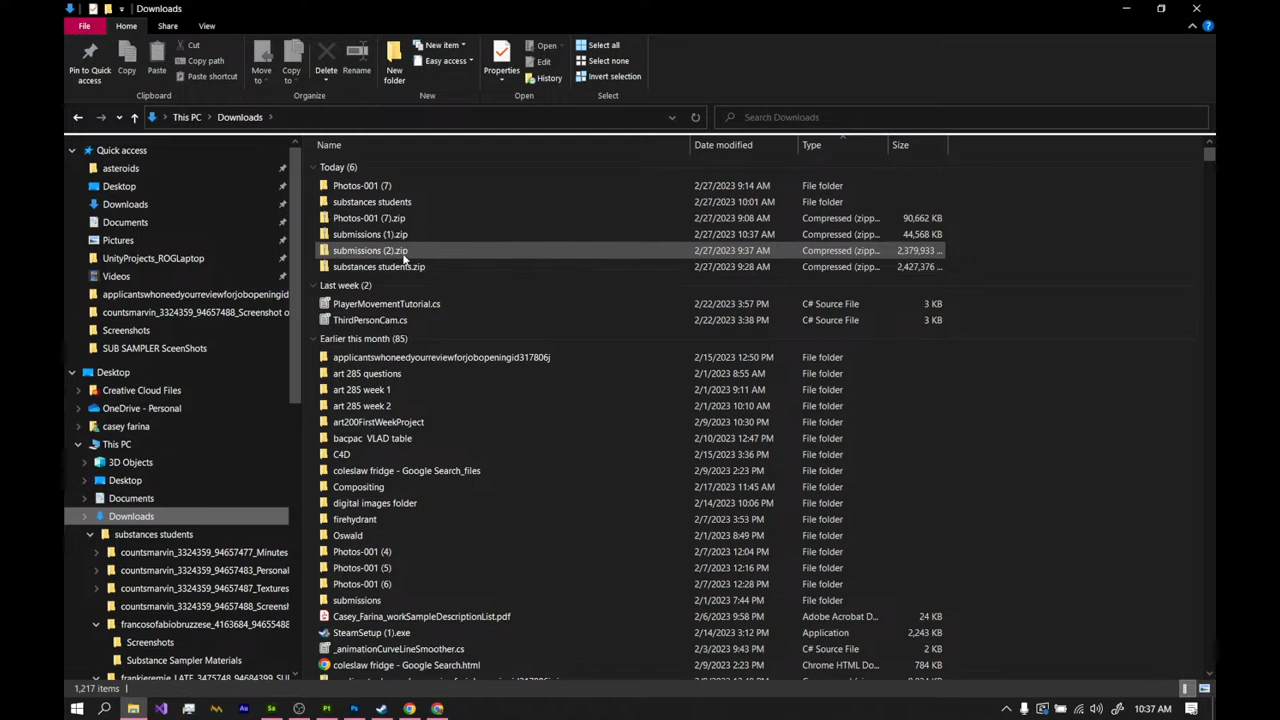 Downloads
File Home Share View
Pin to Quick access
Copy
Paste
Cut
Copy path
Paste shortcut
Clipboard
Move to
Copy to
Delete
Rename
Organize
New folder
New item
Easy access
New
Properties
Open
Edit
History
Open
Select all
Select none
Invert selection
Select
This PC > Downloads >
Search Downloads
Quick access
asteroids
Desktop
Downloads
Documents
Pictures
UnityProjects_ROGLaptop
Videos
applicantswhoneedyourreviewforjobopeningid
countsmarvin_3324359_94657488_Screenshot o
Screenshots
SUB SAMPLER SceenShots
Desktop
Creative Cloud Files
OneDrive - Personal
casey farina
This PC
3D Objects
Desktop
Documents
Downloads
substances students
countsmarvin_3324359_94657477_Minutes
countsmarvin_3324359_94657483_Personal
countsmarvin_3324359_94657487_Textures
countsmarvin_3324359_94657488_Screensh
francosofabiobruzzese_4163684_94655488
Screenshots
Substance Sampler Materials
frankieremie_LATE_3475748_94684399_SU
Name Date modified Type Size
Today (6)
Photos-001 (7) 2/27/2023 9:14 AM File folder
substances students 2/27/2023 10:01 AM File folder
Photos-001 (7).zip 2/27/2023 9:08 AM Compressed (zipp... 90,662 KB
submissions (1).zip 2/27/2023 10:37 AM Compressed (zipp... 44,568 KB
submissions (2).zip 2/27/2023 9:37 AM Compressed (zipp... 2,379,933 ...
substances students.zip 2/27/2023 9:28 AM Compressed (zipp... 2,427,376 ...
Last week (2)
PlayerMovementTutorial.cs 2/22/2023 3:57 PM C# Source File 3 KB
ThirdPersonCam.cs 2/22/2023 3:38 PM C# Source File 3 KB
Earlier this month (85)
applicantswhoneedyourreviewforjobopeningid317806j 2/15/2023 12:50 PM File folder
art 285 questions 2/1/2023 8:55 AM File folder
art 285 week 1 2/1/2023 9:11 AM File folder
art 285 week 2 2/1/2023 10:10 AM File folder
art200FirstWeekProject 2/9/2023 10:30 PM File folder
bacpac VLAD table 2/10/2023 12:47 PM File folder
C4D 2/15/2023 3:36 PM File folder
coleslaw fridge - Google Search_files 2/9/2023 2:23 PM File folder
Compositing 2/17/2023 11:45 AM File folder
digital images folder 2/14/2023 10:06 PM File folder
firehydrant 2/7/2023 3:53 PM File folder
Oswald 2/1/2023 8:49 PM File folder
Photos-001 (4) 2/7/2023 12:04 PM File folder
Photos-001 (5) 2/7/2023 12:16 PM File folder
Photos-001 (6) 2/7/2023 12:28 PM File folder
submissions 2/1/2023 7:44 PM File folder
Casey_Farina_workSampleDescriptionList.pdf 2/6/2023 9:58 PM Adobe Acrobat D... 24 KB
SteamSetup (1).exe 2/14/2023 3:12 PM Application 2,243 KB
_animationCurveLineSmoother.cs 2/3/2023 9:43 PM C# Source File 2 KB
coleslaw fridge - Google Search.html 2/9/2023 2:23 PM Chrome HTML Do... 784 KB
1,217 items
Au
Sa
Pt
Ps
10:37 AM